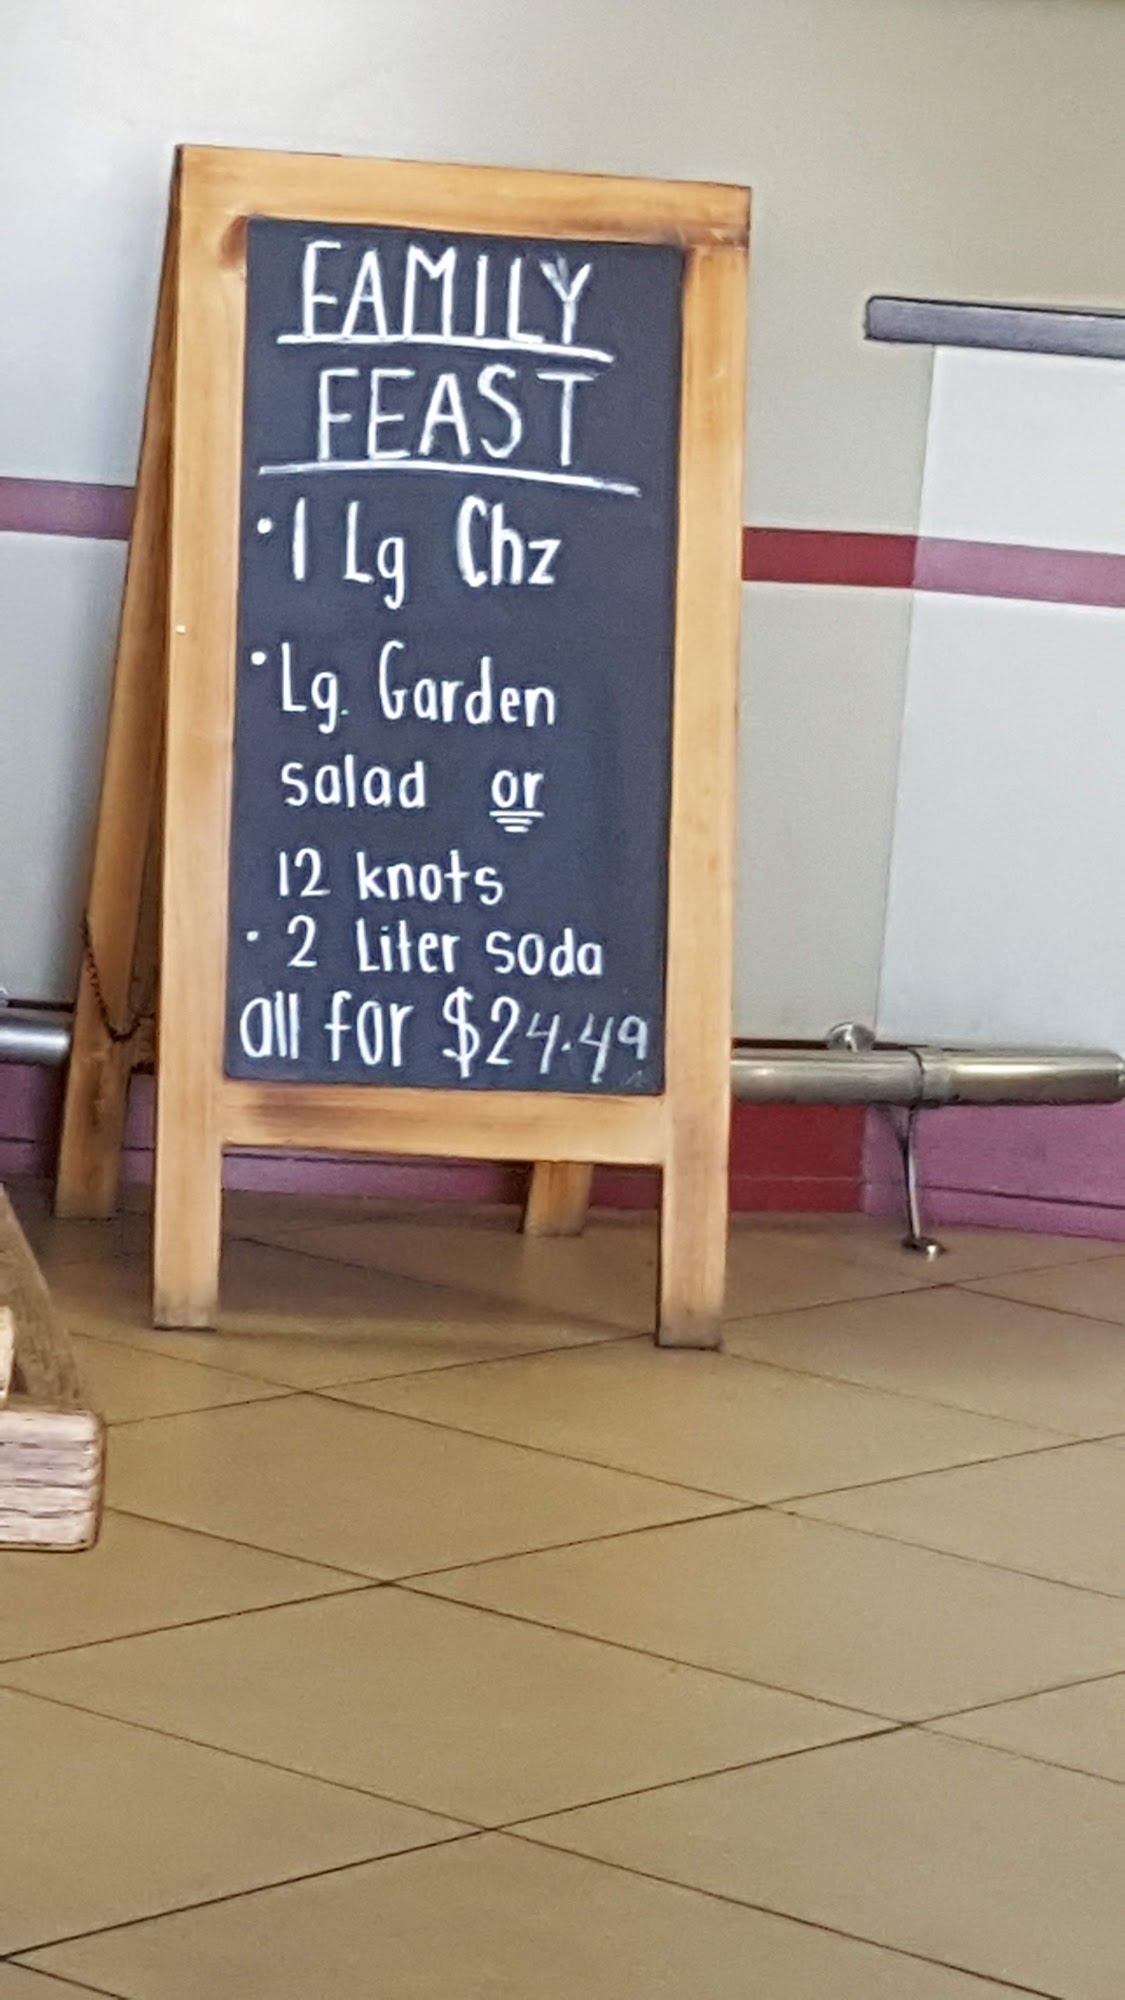 FAMILY
FEAST
• 1 Lg Chz
• Lg. Garden
salad or
12 knots
• 2 Liter soda
all for $24.49